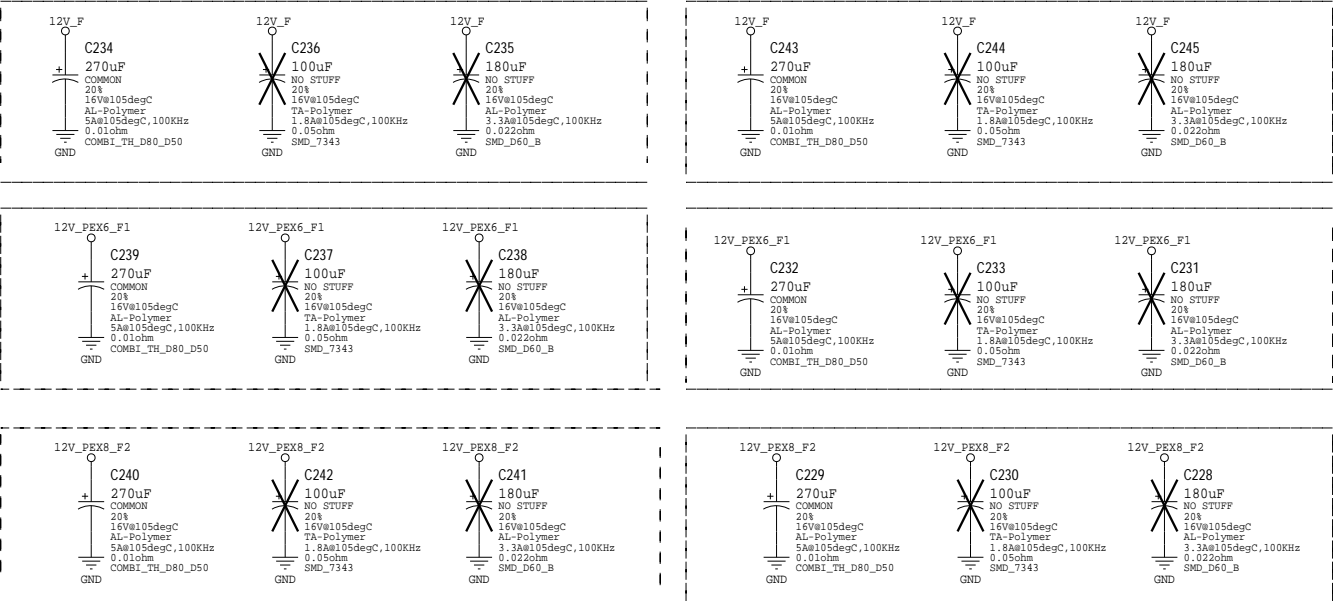 12V_F
C234
270uF
COMMON
20%
16V@105degC
AL-Polymer
5A@105degC,100KHz
0.01ohm
COMBI_TH_D80_D50
GND
12V_F
C236
100uF
NO STUFF
20%
16V@105degC
TA-Polymer
1.8A@105degC,100KHz
0.05ohm
SMD_7343
GND
12V_F
C235
180uF
NO STUFF
20%
16V@105degC
AL-Polymer
3.3A@105degC,100KHz
0.022ohm
SMD_D60_B
GND
12V_F
C243
270uF
COMMON
20%
16V@105degC
AL-Polymer
5A@105degC,100KHz
0.01ohm
COMBI_TH_D80_D50
GND
12V_F
C244
100uF
NO STUFF
20%
16V@105degC
TA-Polymer
1.8A@105degC,100KHz
0.05ohm
SMD_7343
GND
12V_F
C245
180uF
NO STUFF
20%
16V@105degC
AL-Polymer
3.3A@105degC,100KHz
0.022ohm
SMD_D60_B
GND
12V_PEX6_F1
C239
270uF
COMMON
20%
16V@105degC
AL-Polymer
5A@105degC,100KHz
0.01ohm
COMBI_TH_D80_D50
GND
12V_PEX6_F1
C237
100uF
NO STUFF
20%
16V@105degC
TA-Polymer
1.8A@105degC,100KHz
0.05ohm
SMD_7343
GND
12V_PEX6_F1
C238
180uF
NO STUFF
20%
16V@105degC
AL-Polymer
3.3A@105degC,100KHz
0.022ohm
SMD_D60_B
GND
12V_PEX6_F1
C232
270uF
COMMON
20%
16V@105degC
AL-Polymer
5A@105degC,100KHz
0.01ohm
COMBI_TH_D80_D50
GND
12V_PEX6_F1
C233
100uF
NO STUFF
20%
16V@105degC
TA-Polymer
1.8A@105degC,100KHz
0.05ohm
SMD_7343
GND
12V_PEX6_F1
C231
180uF
NO STUFF
20%
16V@105degC
AL-Polymer
3.3A@105degC,100KHz
0.022ohm
SMD_D60_B
GND
12V_PEX8_F2
C240
270uF
COMMON
20%
16V@105degC
AL-Polymer
5A@105degC,100KHz
0.01ohm
COMBI_TH_D80_D50
GND
12V_PEX8_F2
C242
100uF
NO STUFF
20%
16V@105degC
TA-Polymer
1.8A@105degC,100KHz
0.05ohm
SMD_7343
GND
12V_PEX8_F2
C241
180uF
NO STUFF
20%
16V@105degC
AL-Polymer
3.3A@105degC,100KHz
0.022ohm
SMD_D60_B
GND
12V_PEX8_F2
C229
270uF
COMMON
20%
16V@105degC
AL-Polymer
5A@105degC,100KHz
0.01ohm
COMBI_TH_D80_D50
GND
12V_PEX8_F2
C230
100uF
NO STUFF
20%
16V@105degC
TA-Polymer
1.8A@105degC,100KHz
0.05ohm
SMD_7343
GND
12V_PEX8_F2
C228
180uF
NO STUFF
20%
16V@105degC
AL-Polymer
3.3A@105degC,100KHz
0.022ohm
SMD_D60_B
GND